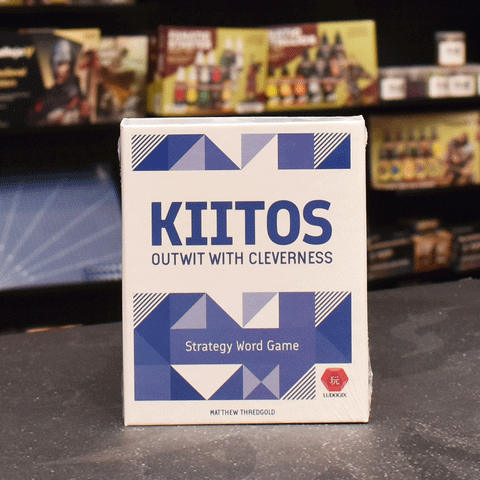 KIITOS
OUTWIT WITH CLEVERNESS
Strategy Word Game
玩
LUDOGIX
MATTHEW THREDGOLD